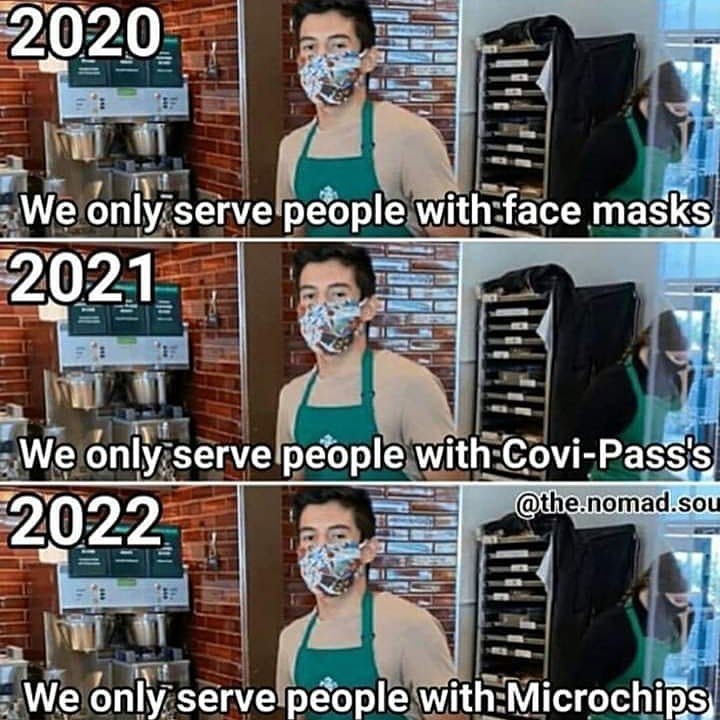 2020
We only serve people with face masks
2021
We only serve people with Covi-Pass's
@the.nomad.sou
2022
We only serve people with Microchips